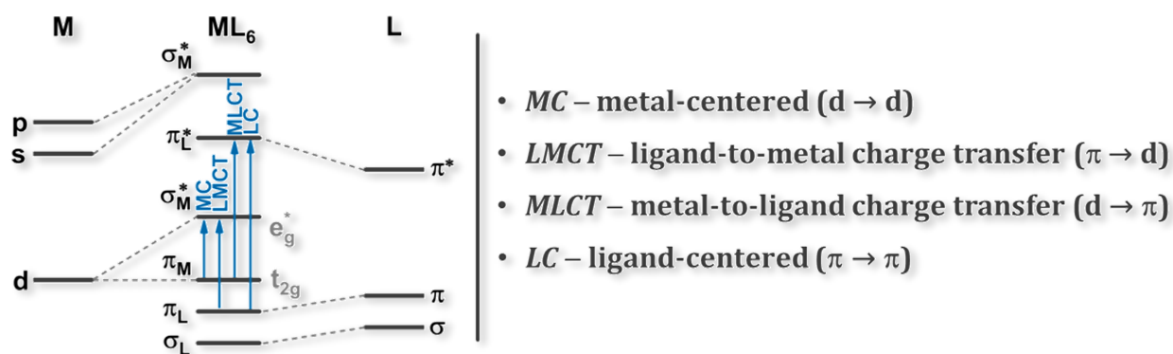 M ML₆ L
σ*M
p
s
π*L
π*
σ*M
MC
LMCT
MLCT
LC
e*g
πM
d
t₂g
πL
π
σL
σ
• MC – metal-centered (d → d)
• LMCT – ligand-to-metal charge transfer (π → d)
• MLCT – metal-to-ligand charge transfer (d → π)
• LC – ligand-centered (π → π)